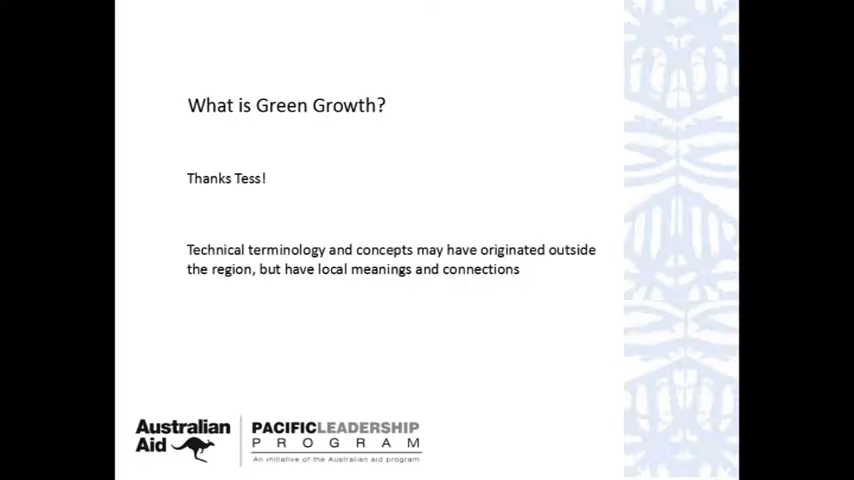 What is Green Growth?
Thanks Tess!
Technical terminology and concepts may have originated outside
the region, but have local meanings and connections
Australian
Aid
PACIFICLEADERSHIP
PROGRAM
An initiative of the Australian aid program